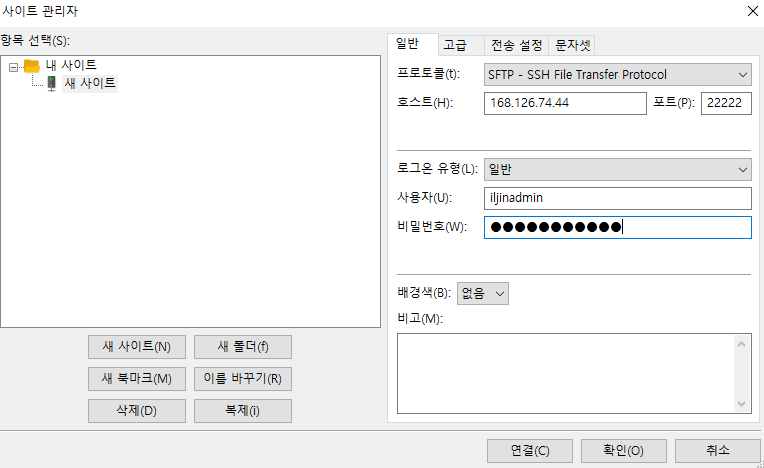 사이트 관리자
항목 선택(S):
내 사이트
새 사이트
새 사이트(N)
새 폴더(f)
새 북마크(M)
이름 바꾸기(R)
삭제(D)
복제(i)
일반
고급
전송 설정
문자셋
프로토콜(t):
SFTP - SSH File Transfer Protocol
호스트(H):
168.126.74.44
포트(P):
22222
로그온 유형(L):
일반
사용자(U):
iljinadmin
비밀번호(W):
●●●●●●●●●●●
배경색(B):
없음
비고(M):
연결(C)
확인(O)
취소